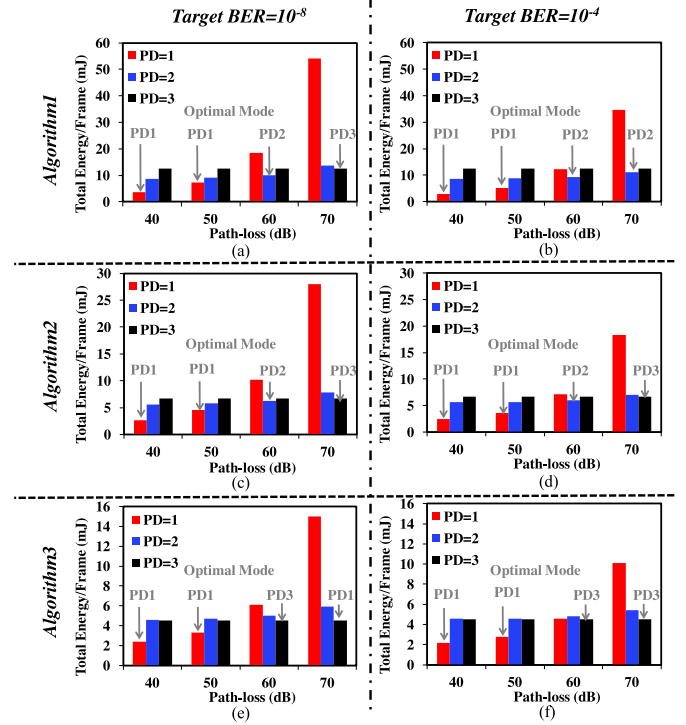 Target BER=10⁻⁸
Target BER=10⁻⁴
Algorithm1
Total Energy/Frame (mJ)
60
50
40
30
20
10
0
PD=1
PD=2
PD=3
Optimal Mode
PD1
PD1
PD2
PD3
40 50 60 70
Path-loss (dB)
(a)
Total Energy/Frame (mJ)
60
50
40
30
20
10
0
PD=1
PD=2
PD=3
Optimal Mode
PD1
PD1
PD2
PD2
40 50 60 70
Path-loss (dB)
(b)
Algorithm2
Total Energy/Frame (mJ)
30
25
20
15
10
5
0
PD=1
PD=2
PD=3
Optimal Mode
PD1
PD1
PD2
PD3
40 50 60 70
Path-loss (dB)
(c)
Total Energy/Frame (mJ)
30
25
20
15
10
5
0
PD=1
PD=2
PD=3
Optimal Mode
PD1
PD1
PD2
PD3
40 50 60 70
Path-loss (dB)
(d)
Algorithm3
Total Energy/Frame (mJ)
16
14
12
10
8
6
4
2
0
PD=1
PD=2
PD=3
Optimal Mode
PD1
PD1
PD3
PD1
40 50 60 70
Path-loss (dB)
(e)
Total Energy/Frame (mJ)
16
14
12
10
8
6
4
2
0
PD=1
PD=2
PD=3
Optimal Mode
PD1
PD1
PD3
PD3
40 50 60 70
Path-loss (dB)
(f)